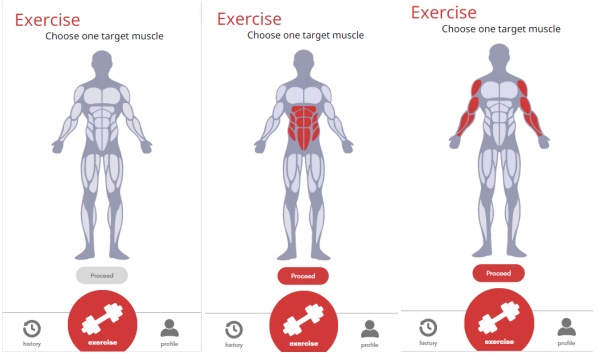 Exercise
Choose one target muscle
Proceed
history
exercise
profile
Exercise
Choose one target muscle
Proceed
history
exercise
profile
Exercise
Choose one target muscle
Proceed
history
exercise
profile